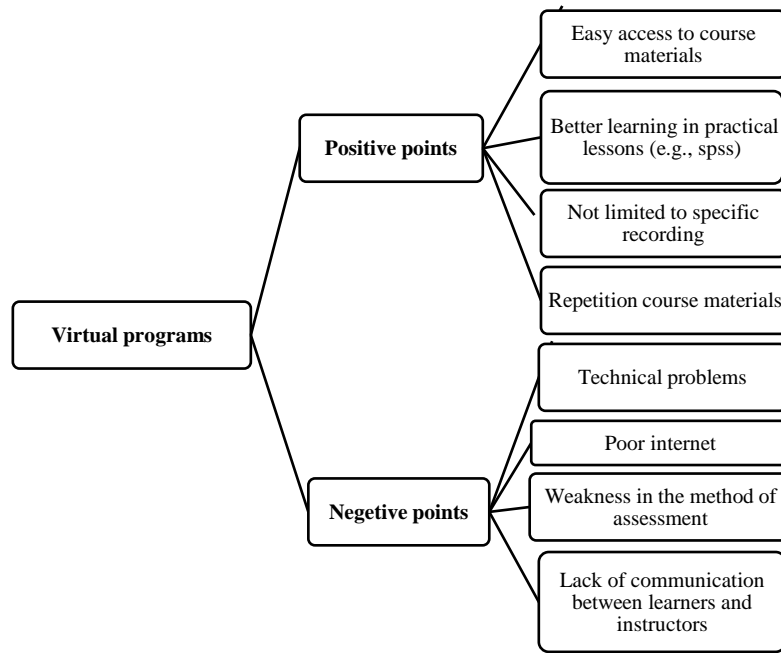 Easy access to course
materials
Better learning in practical
lessons (e.g., spss)
Positive points
Not limited to specific
recording
Repetition course materials
Virtual programs
Technical problems
Poor internet
Negetive points
Weakness in the method of
assessment
Lack of communication
between learners and
instructors